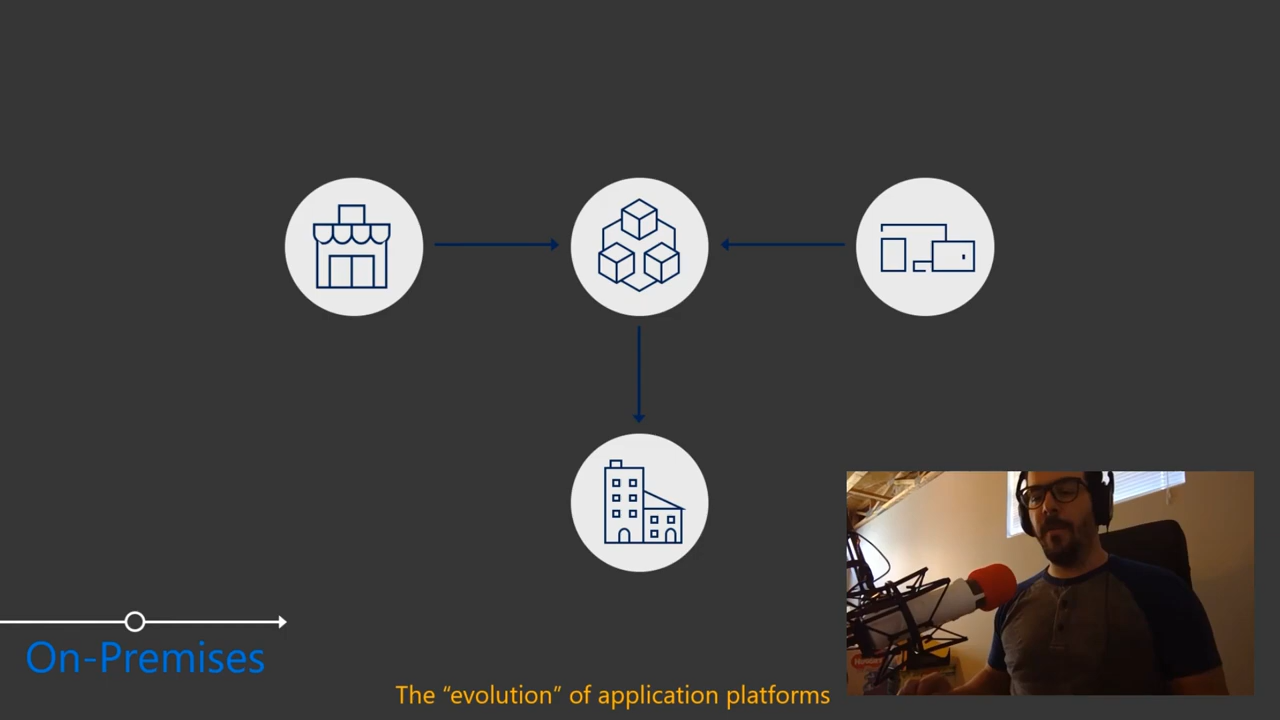 On-Premises
The “evolution” of application platforms